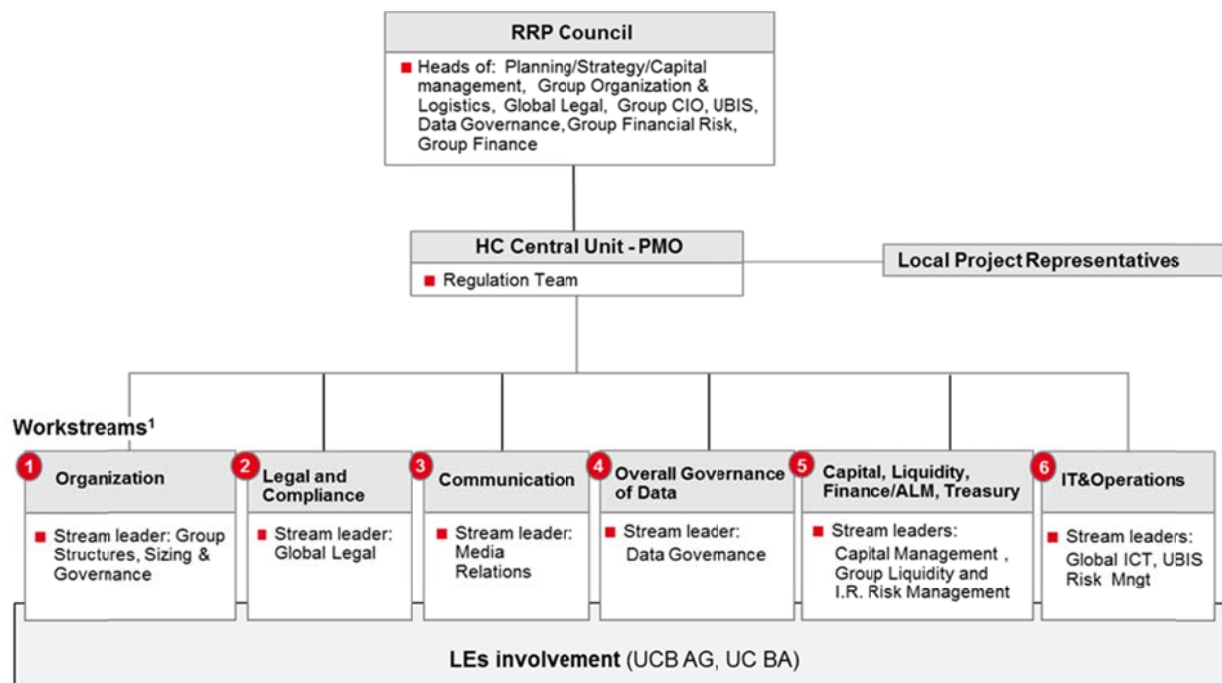 RRP Council
Heads of: Planning/Strategy/Capital
management, Group Organization &
Logistics, Global Legal, Group CIO, UBIS,
Data Governance, Group Financial Risk,
Group Finance
HC Central Unit - PMO
Regulation Team
Local Project Representatives
Workstreams¹
1
Organization
Stream leader: Group
Structures, Sizing &
Governance
2
Legal and
Compliance
Stream leader:
Global Legal
3
Communication
Stream leader:
Media
Relations
4
Overall Governance
of Data
Stream leader:
Data Governance
5
Capital, Liquidity,
Finance/ALM, Treasury
Stream leaders:
Capital Management ,
Group Liquidity and
I.R. Risk Management
6
IT&Operations
Stream leaders:
Global ICT, UBIS
Risk Mngt
LEs involvement (UCB AG, UC BA)